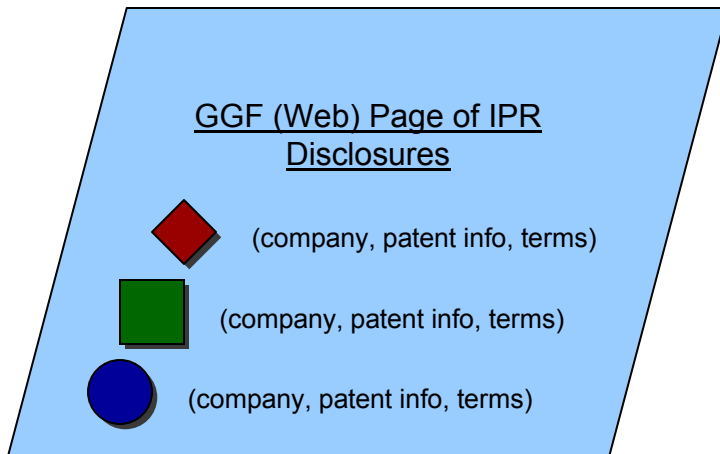 GGF (Web) Page of IPR
Disclosures
(company, patent info, terms)
(company, patent info, terms)
(company, patent info, terms)